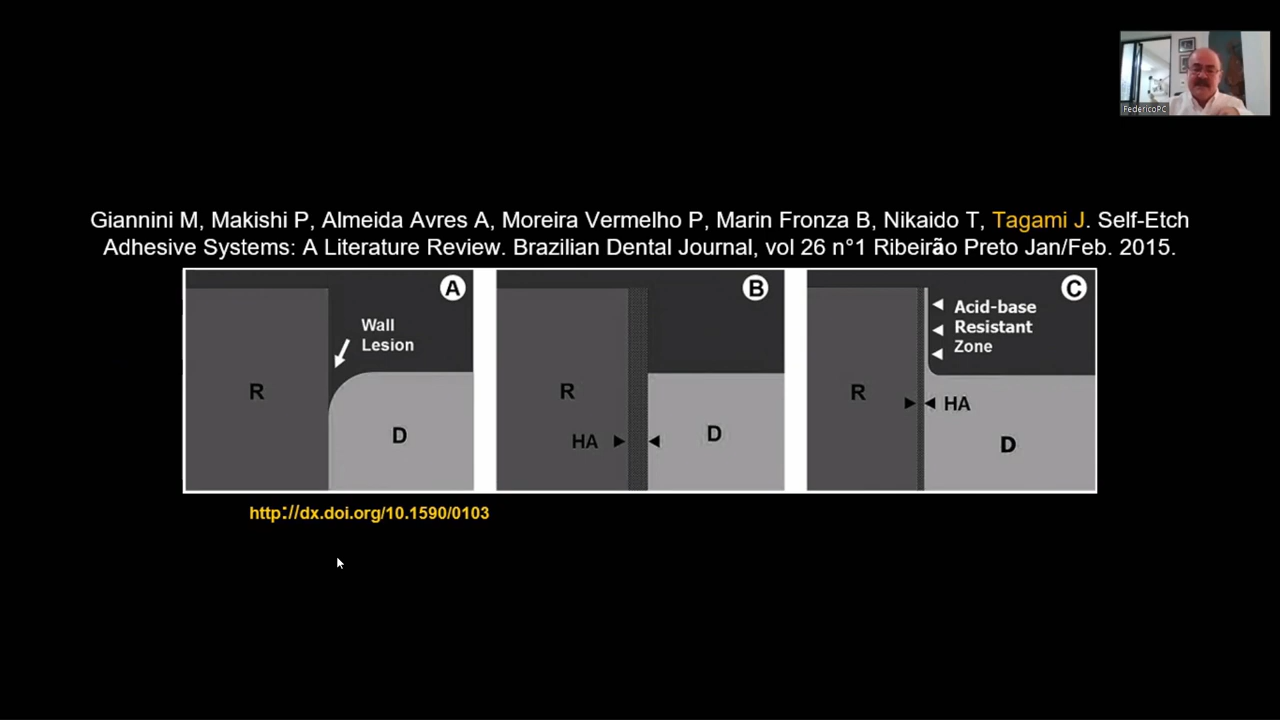 FedericoPC
Giannini M, Makishi P, Almeida Avres A, Moreira Vermelho P, Marin Fronza B, Nikaido T, Tagami J. Self-Etch
Adhesive Systems: A Literature Review. Brazilian Dental Journal, vol 26 n°1 Ribeirão Preto Jan/Feb. 2015.
A
Wall
Lesion
R
D
B
R
HA
D
C
Acid-base
Resistant
Zone
R
HA
D
http://dx.doi.org/10.1590/0103